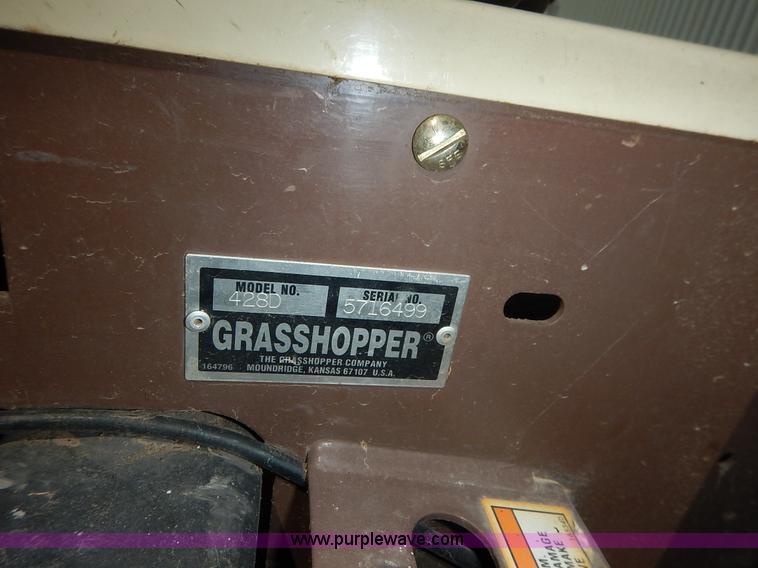 MODEL NO. SERIAL NO.
428D 5716499
GRASSHOPPER®
THE GRASSHOPPER COMPANY
164796 MOUNDRIDGE, KANSAS 67107 U.S.A.
www.purplewave.com